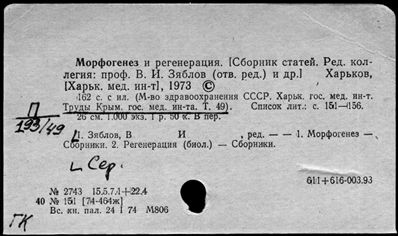 Морфогенез и регенерация. [Сборник статей. Ред. кол-
легия: проф. В. И. Зяблов (отв. ред.) и др.] Харьков,
[Харьк. мед. ин-т], 1973 ©
162 с. с ил. (М-во здравоохранения СССР. Харьк. гос. мед. ин-т.
Труды Крым. гос. мед. ин-та. Т. 49). Список лит.: с. 151—156.
26 см. 1.000 экз. 1 р. 50 к. В пер.
П
193/49
I. Зяблов, В И , ред. — — 1. Морфогенез —
Сборники. 2. Регенерация (биол.) — Сборники.
и Сер.
611+616-003.93
№ 2743 15.5.7.1+22.4
40 № 151 [74-464ж]
Вс. кн. пал. 24 I 74 М806
ГК